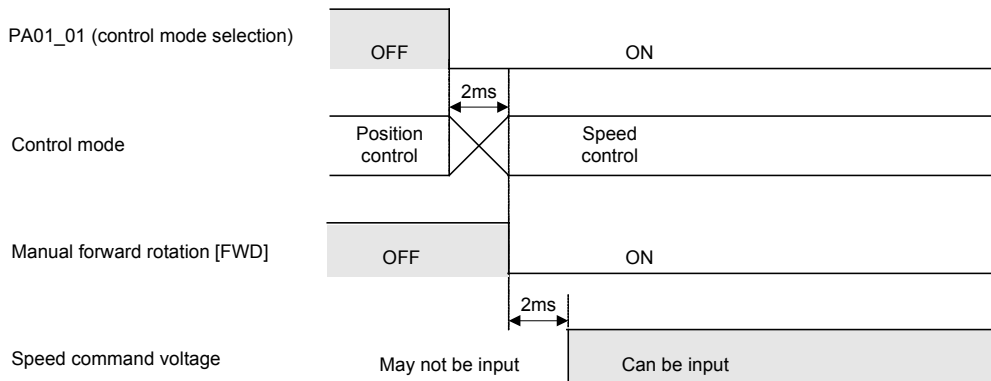 PA01_01 (control mode selection)
OFF
ON
2ms
Control mode
Position
control
Speed
control
Manual forward rotation [FWD]
OFF
ON
2ms
Speed command voltage
May not be input
Can be input